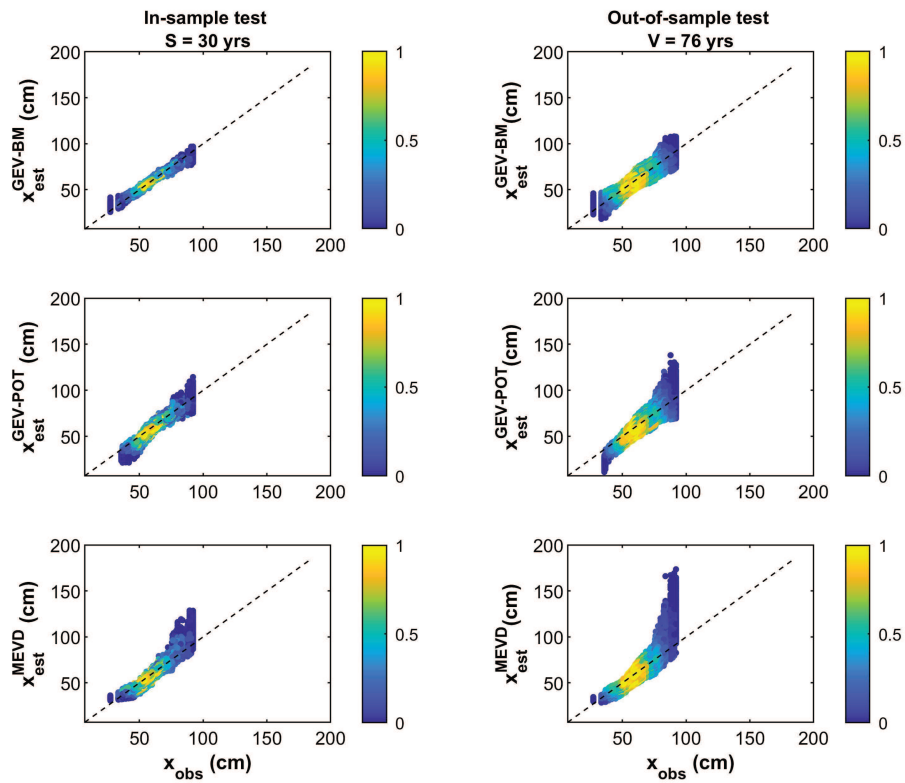 In-sample test
S = 30 yrs
Out-of-sample test
V = 76 yrs
x_est^GEV-BM (cm)
200
150
100
50
50 100 150 200
1
0.5
0
x_est^GEV-BM (cm)
200
150
100
50
50 100 150 200
1
0.5
0
x_est^GEV-POT (cm)
200
150
100
50
50 100 150 200
1
0.5
0
x_est^GEV-POT (cm)
200
150
100
50
50 100 150 200
1
0.5
0
x_est^MEVD (cm)
200
150
100
50
50 100 150 200
x_obs (cm)
1
0.5
0
x_est^MEVD (cm)
200
150
100
50
50 100 150 200
x_obs (cm)
1
0.5
0